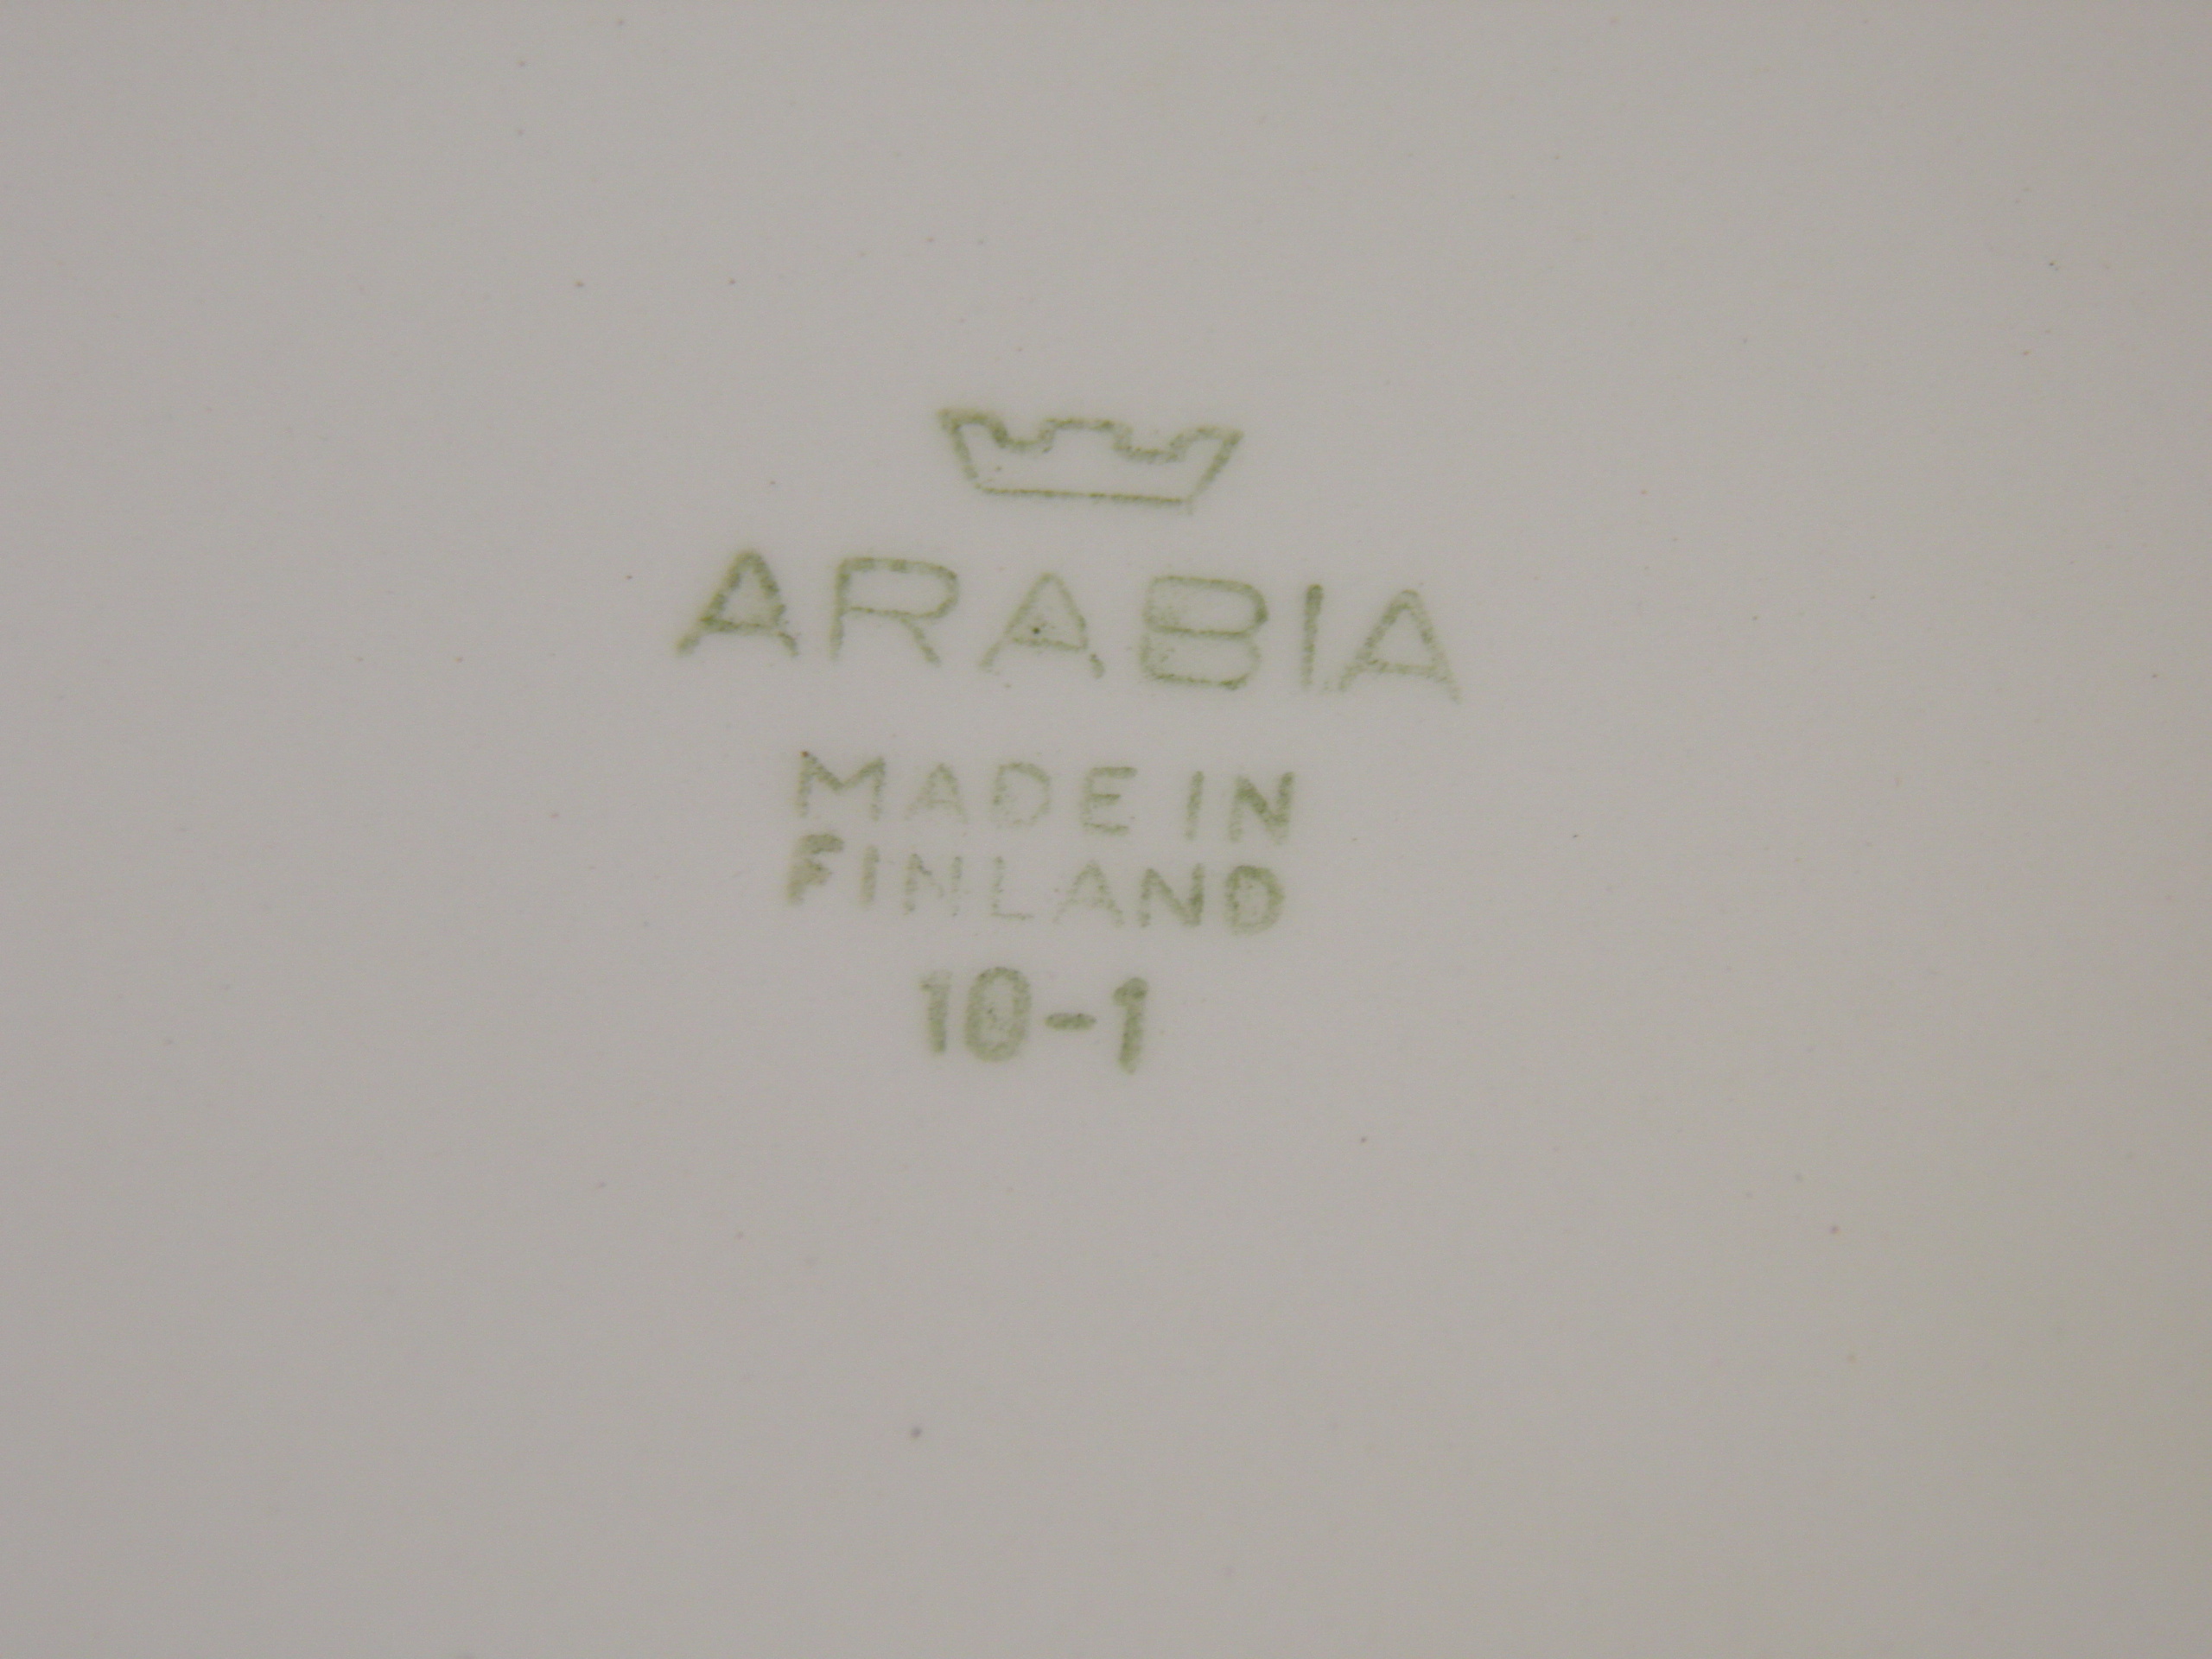 ARABIA
MADE IN
FINLAND
10-1